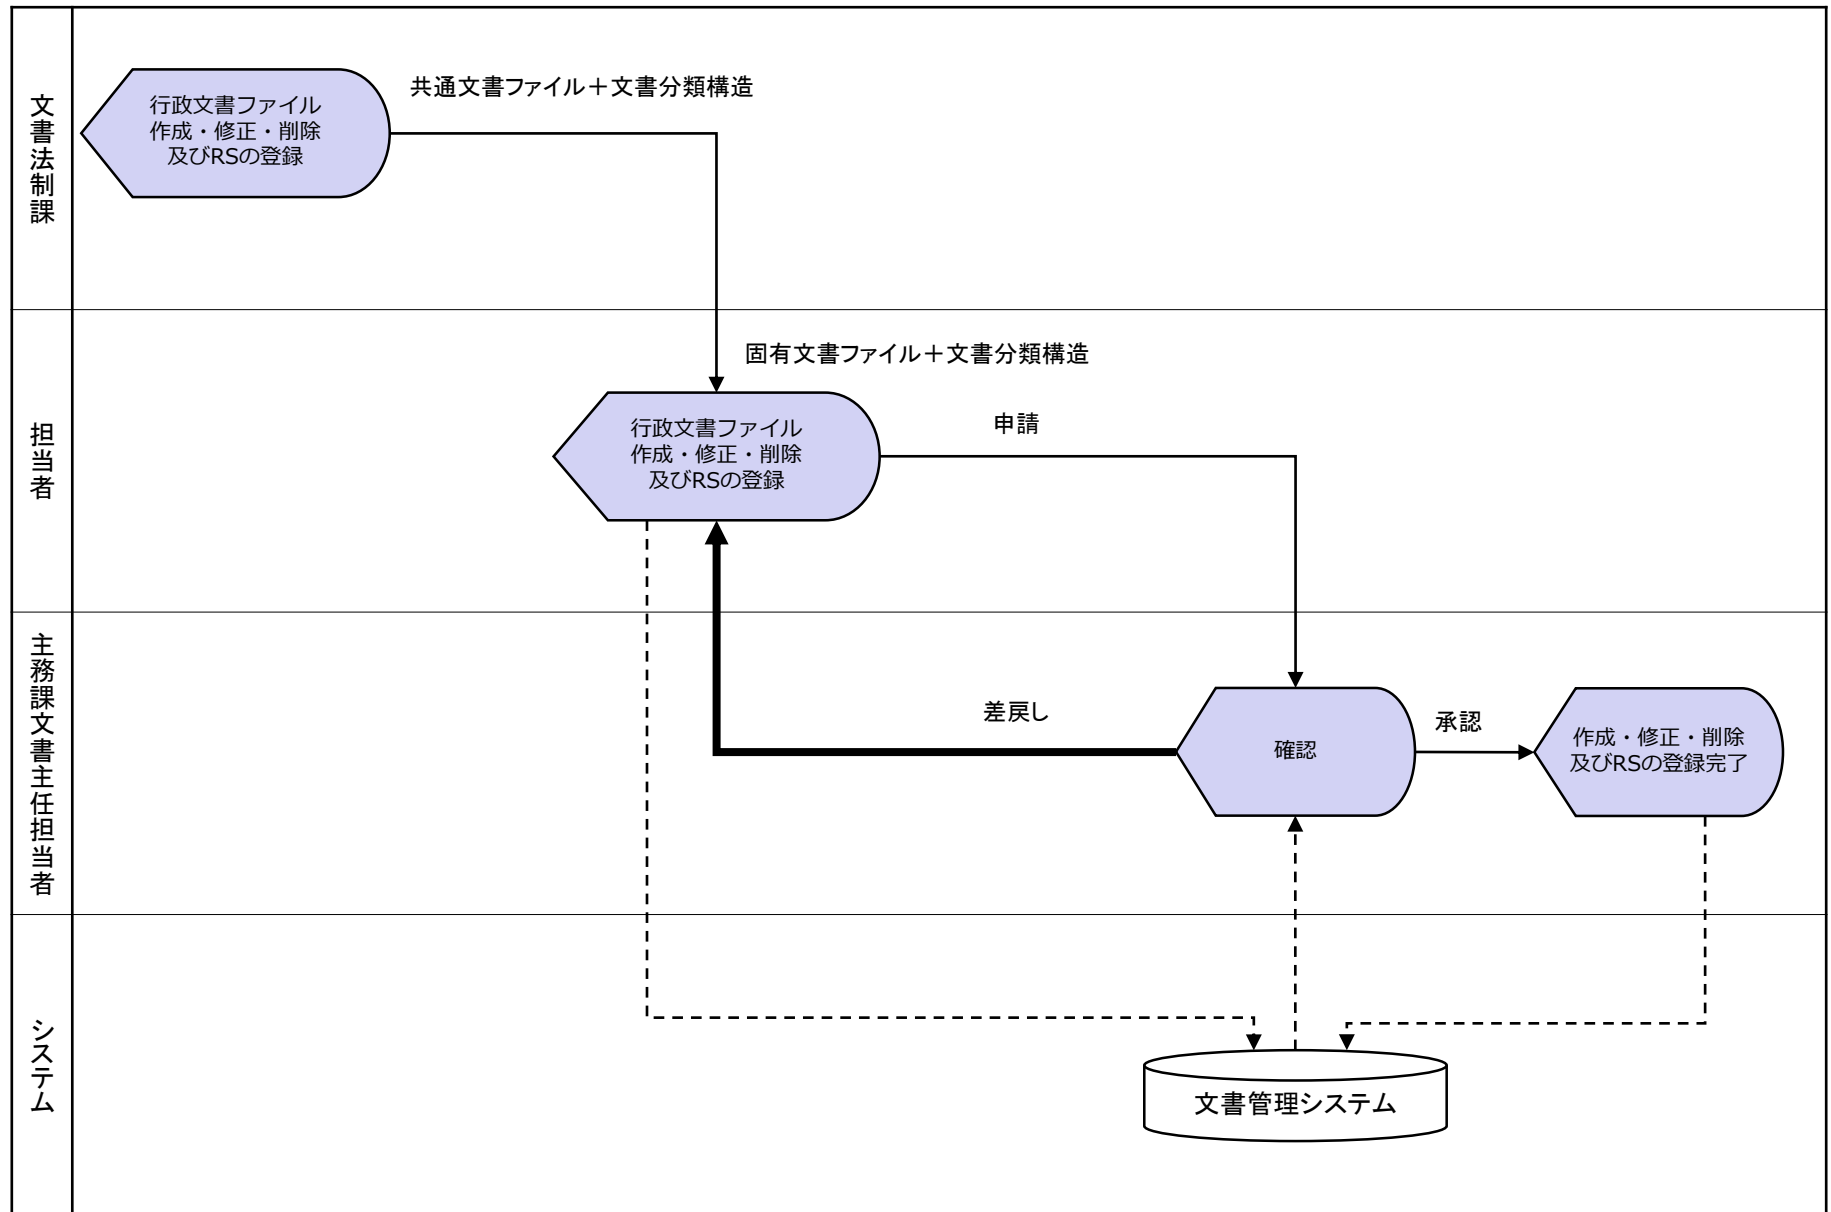 文書法制課
行政文書ファイル
作成・修正・削除
及びRSの登録
共通文書ファイル＋文書分類構造
担当者
固有文書ファイル＋文書分類構造
行政文書ファイル
作成・修正・削除
及びRSの登録
申請
主務課文書主任担当者
差戻し
確認
承認
作成・修正・削除
及びRSの登録完了
システム
文書管理システム